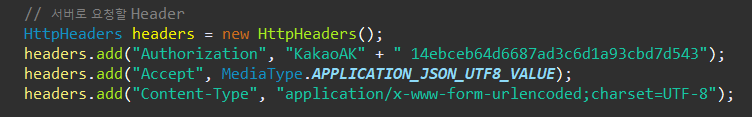 // 서버로 요청할 Header
HttpHeaders headers = new HttpHeaders();
headers.add("Authorization", "KakaoAK" + " 14ebceb64d6687ad3c6d1a93cbd7d543");
headers.add("Accept", MediaType.APPLICATION_JSON_UTF8_VALUE);
headers.add("Content-Type", "application/x-www-form-urlencoded;charset=UTF-8");